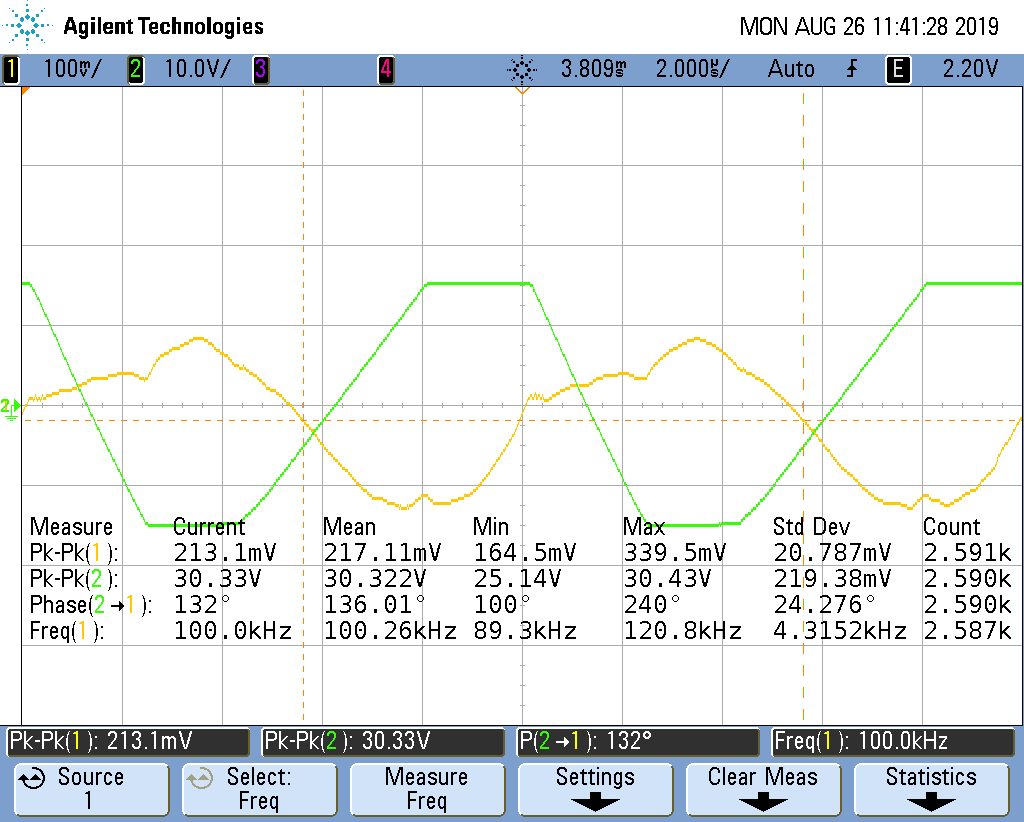 Agilent Technologies MON AUG 26 11:41:28 2019
1 100mV/ 2 10.0V/ 3 4 3.809ms 2.000us/ Auto E 2.20V
2
Measure Current Mean Min Max Std Dev Count
Pk-Pk(1): 213.1mV 217.11mV 164.5mV 339.5mV 20.787mV 2.591k
Pk-Pk(2): 30.33V 30.322V 25.14V 30.43V 219.38mV 2.590k
Phase(2→1): 132° 136.01° 100° 240° 24.276° 2.590k
Freq(1): 100.0kHz 100.26kHz 89.3kHz 120.8kHz 4.3152kHz 2.587k
Pk-Pk(1): 213.1mV Pk-Pk(2): 30.33V P(2→1): 132° Freq(1): 100.0kHz
Source Select: Measure Settings Clear Meas Statistics
1 Freq Freq